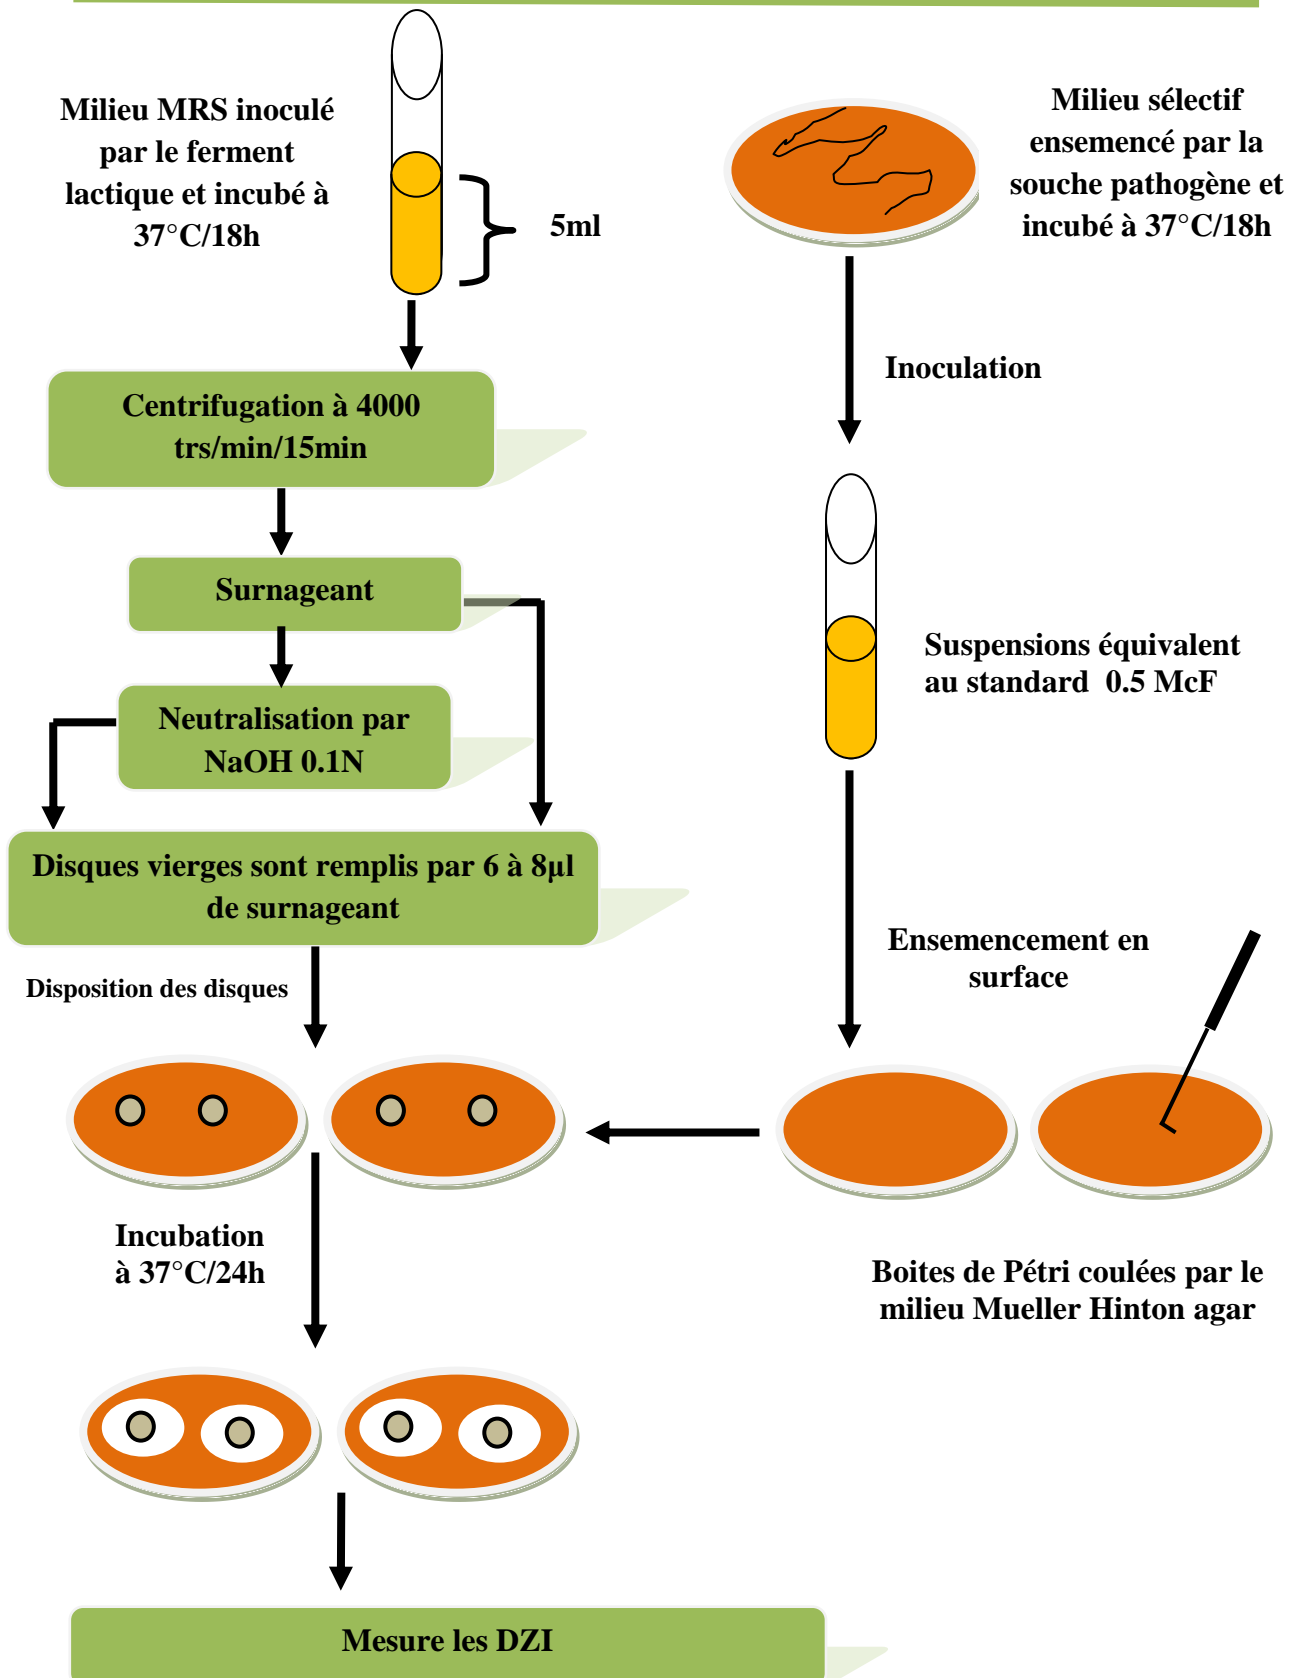 Milieu MRS inoculé
par le ferment
lactique et incubé à
37°C/18h
5ml
Milieu sélectif
ensemencé par la
souche pathogène et
incubé à 37°C/18h
Centrifugation à 4000
trs/min/15min
Inoculation
Surnageant
Suspensions équivalent
au standard 0.5 McF
Neutralisation par
NaOH 0.1N
Disques vierges sont remplis par 6 à 8µl
de surnageant
Ensemencement en
surface
Disposition des disques
Incubation
à 37°C/24h
Boites de Pétri coulées par le
milieu Mueller Hinton agar
Mesure les DZI